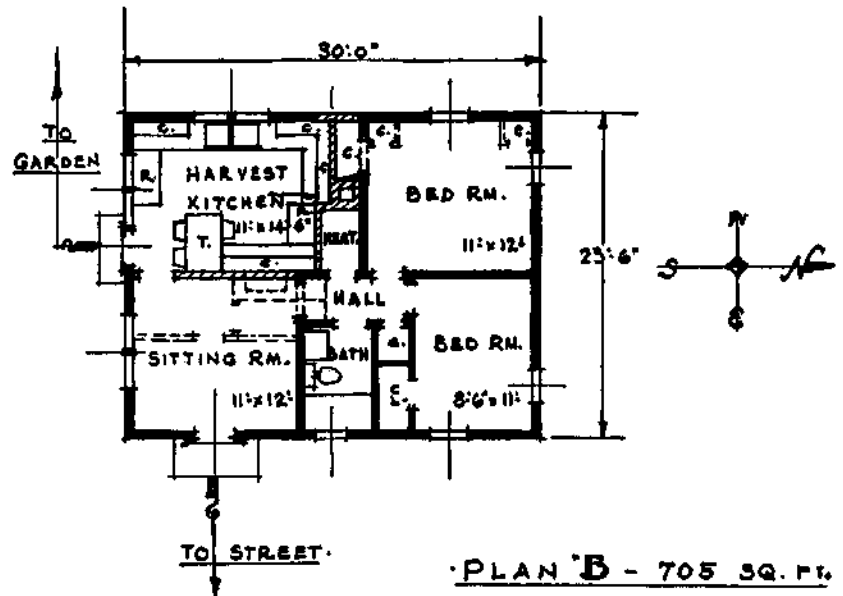 30'·0"
TO
GARDEN
C.
C.
C.
C.
C.
R.
HARVEST
KITCHEN
11'·x14'·6"
C.
R.
BED RM.
11'·x12'·
HEAT.
T.
C.
23'·6"
W
S
N
E
HALL
SITTING RM.
11'·x12'·
BATH
C.
C.
BED RM.
8'·6"x11'·
TO STREET.
·PLAN "B - 705 SQ. FT.